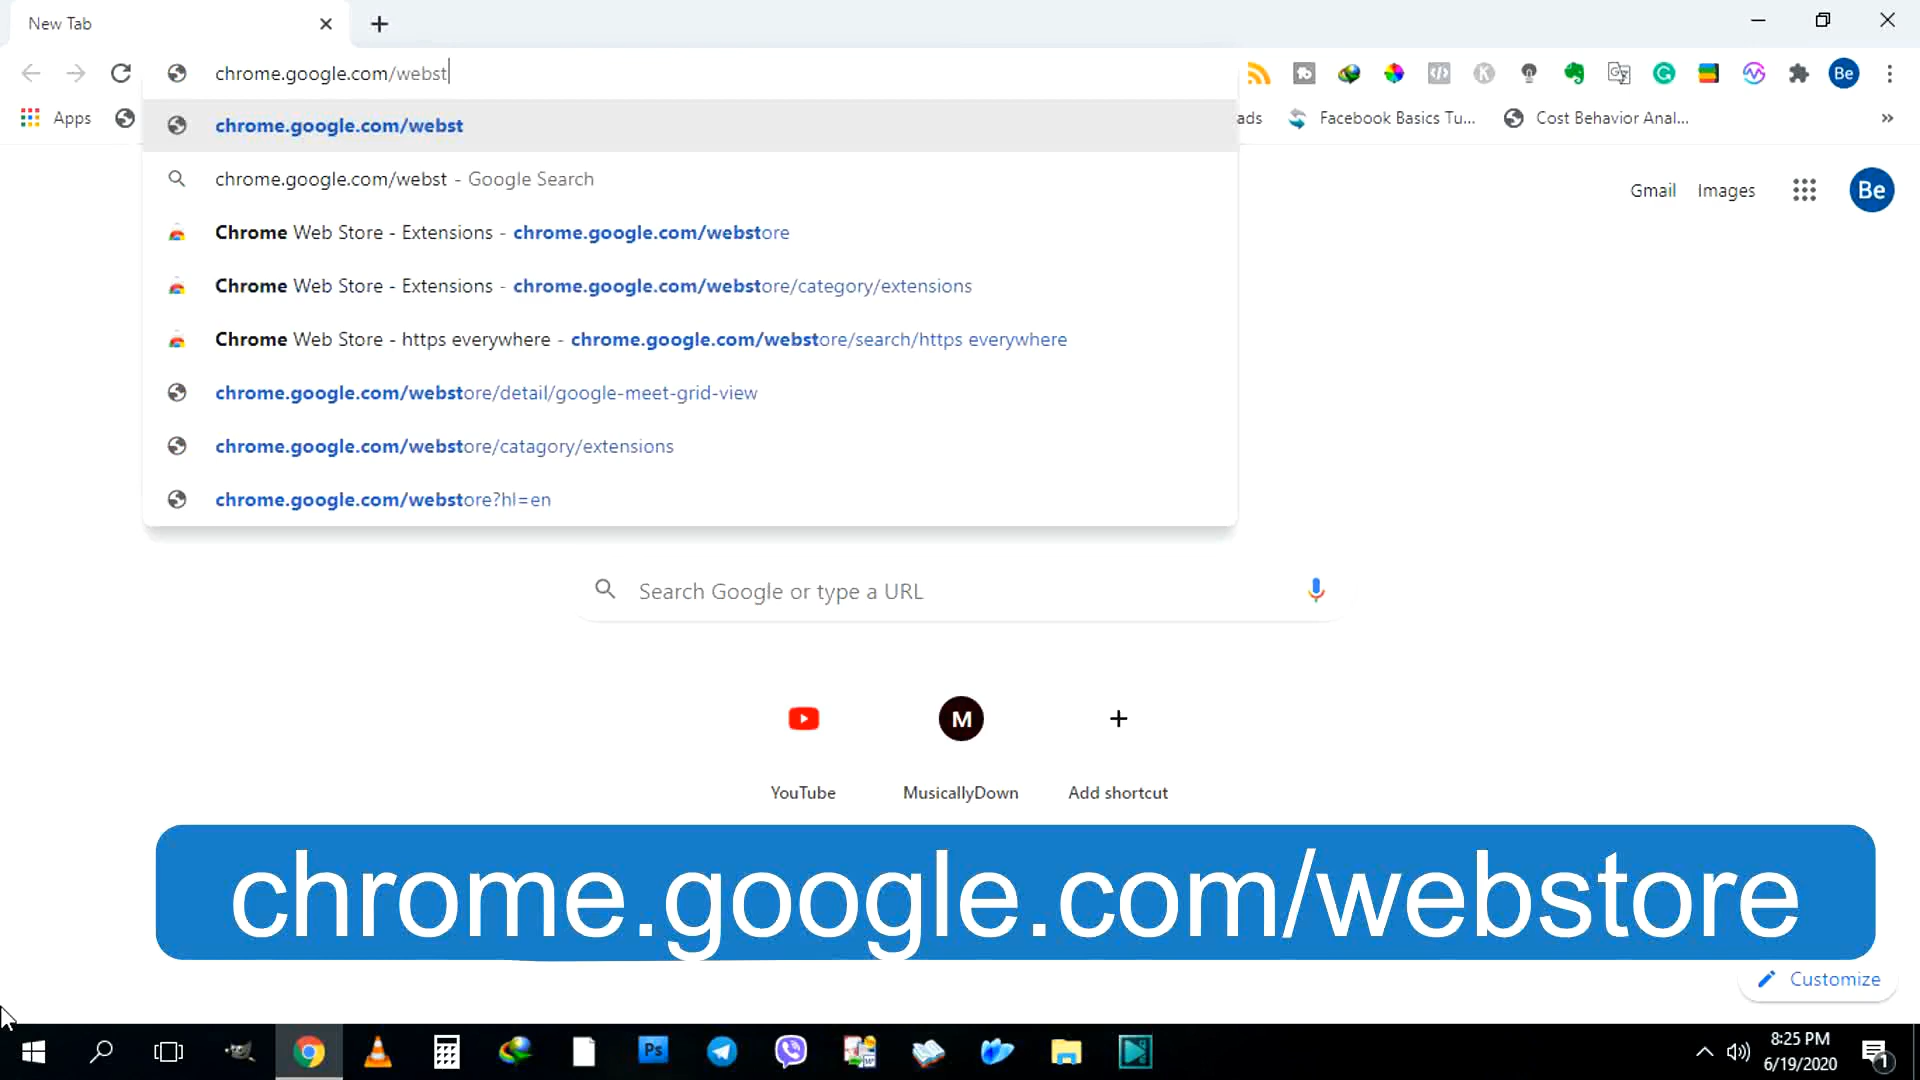 New Tab
chrome.google.com/webst
Be
Apps
ads
Facebook Basics Tu...
Cost Behavior Anal...
»
chrome.google.com/webst
chrome.google.com/webst - Google Search
Chrome Web Store - Extensions - chrome.google.com/webstore
Chrome Web Store - Extensions - chrome.google.com/webstore/category/extensions
Chrome Web Store - https everywhere - chrome.google.com/webstore/search/https everywhere
chrome.google.com/webstore/detail/google-meet-grid-view
chrome.google.com/webstore/catagory/extensions
chrome.google.com/webstore?hl=en
Gmail Images Be
Search Google or type a URL
M
YouTube MusicallyDown Add shortcut
chrome.google.com/webstore
Customize
Ps
8:25 PM
6/19/2020
1